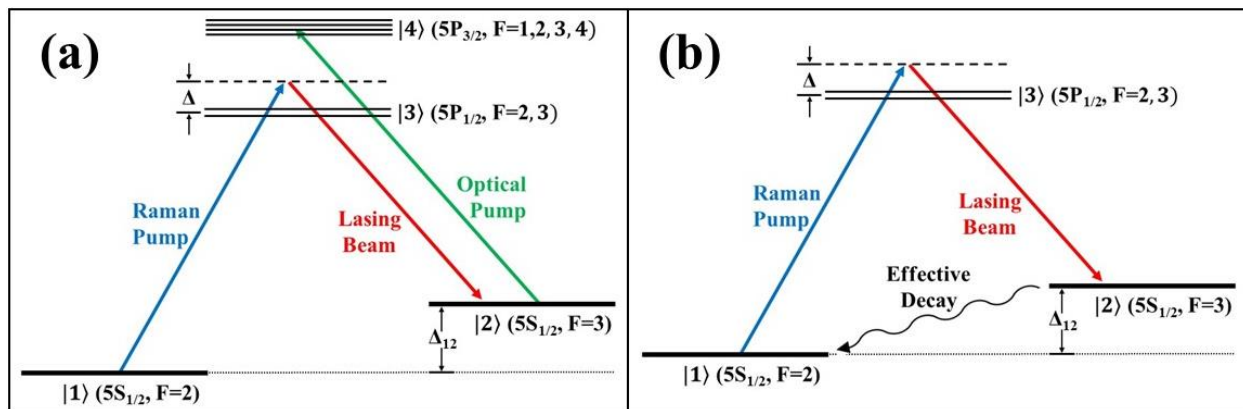 (a)
|4⟩ (5P3/2, F=1,2,3,4)
Δ
|3⟩ (5P1/2, F=2,3)
Raman
Pump
Lasing
Beam
Optical
Pump
|2⟩ (5S1/2, F=3)
Δ12
|1⟩ (5S1/2, F=2)
(b)
Δ
|3⟩ (5P1/2, F=2,3)
Raman
Pump
Lasing
Beam
Effective
Decay
|2⟩ (5S1/2, F=3)
Δ12
|1⟩ (5S1/2, F=2)